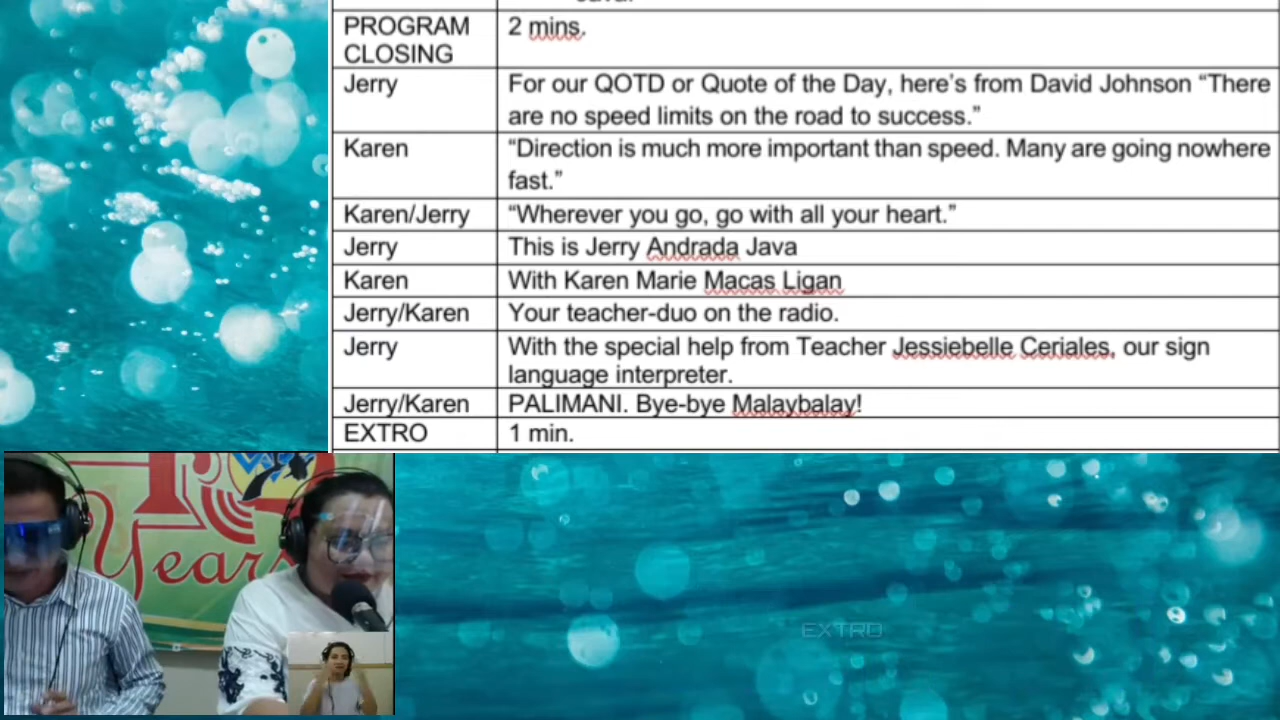 PROGRAM
CLOSING
2 mins.
Jerry
For our QOTD or Quote of the Day, here's from David Johnson “There
are no speed limits on the road to success.”
Karen
“Direction is much more important than speed. Many are going nowhere
fast.”
Karen/Jerry
“Wherever you go, go with all your heart.”
Jerry
This is Jerry Andrada Java
Karen
With Karen Marie Macas Ligan
Jerry/Karen
Your teacher-duo on the radio.
Jerry
With the special help from Teacher Jessiebelle Ceriales, our sign
language interpreter.
Jerry/Karen
PALIMANI. Bye-bye Malaybalay!
EXTRO
1 min.
Years
EXTRO